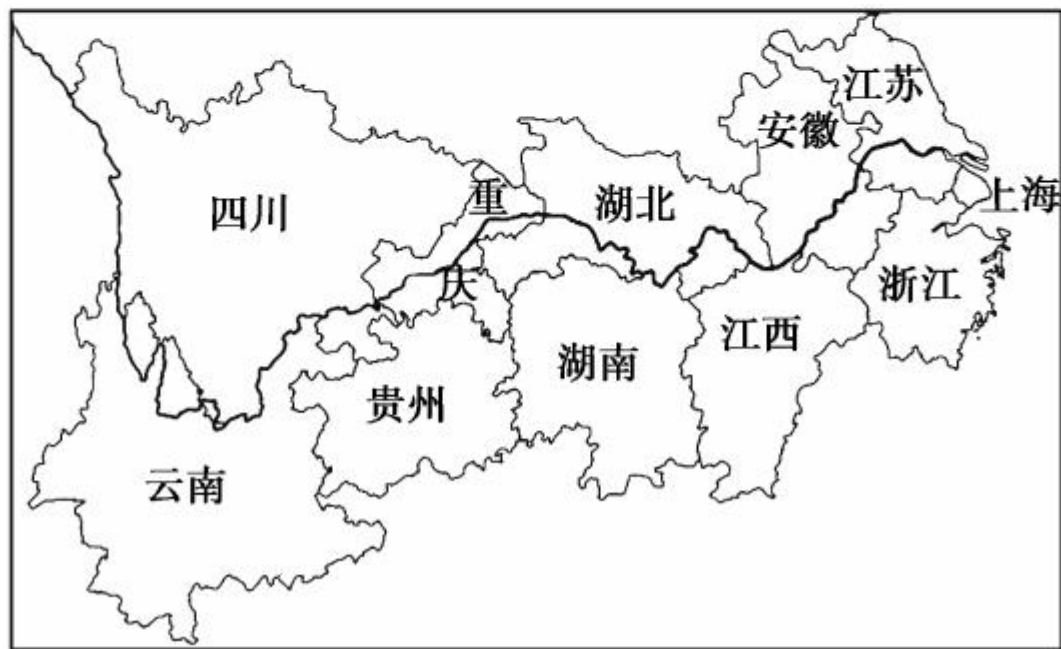 江苏
安徽
上海
重
庆
四川
湖北
浙江
江西
湖南
贵州
云南